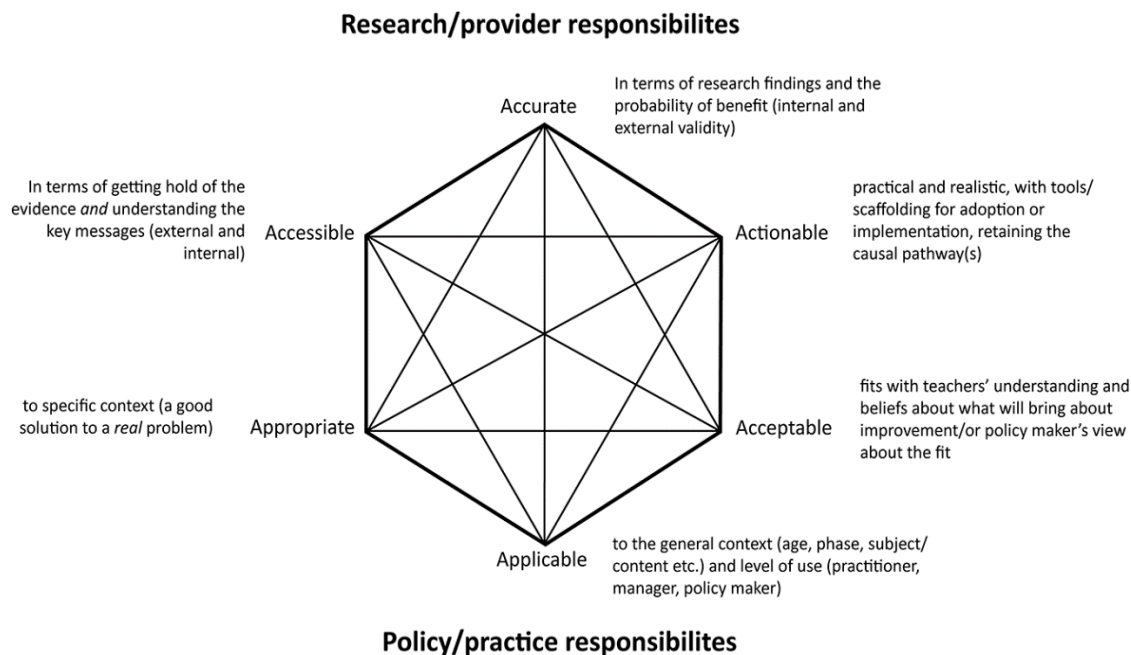 Research/provider responsibilites
Accurate
In terms of research findings and the
probability of benefit (internal and
external validity)
In terms of getting hold of the
evidence and understanding the
key messages (external and
internal)
Accessible
Actionable
practical and realistic, with tools/
scaffolding for adoption or
implementation, retaining the
causal pathway(s)
to specific context (a good
solution to a real problem)
Appropriate
Acceptable
fits with teachers’ understanding and
beliefs about what will bring about
improvement/or policy maker’s view
about the fit
Applicable
to the general context (age, phase, subject/
content etc.) and level of use (practitioner,
manager, policy maker)
Policy/practice responsibilites